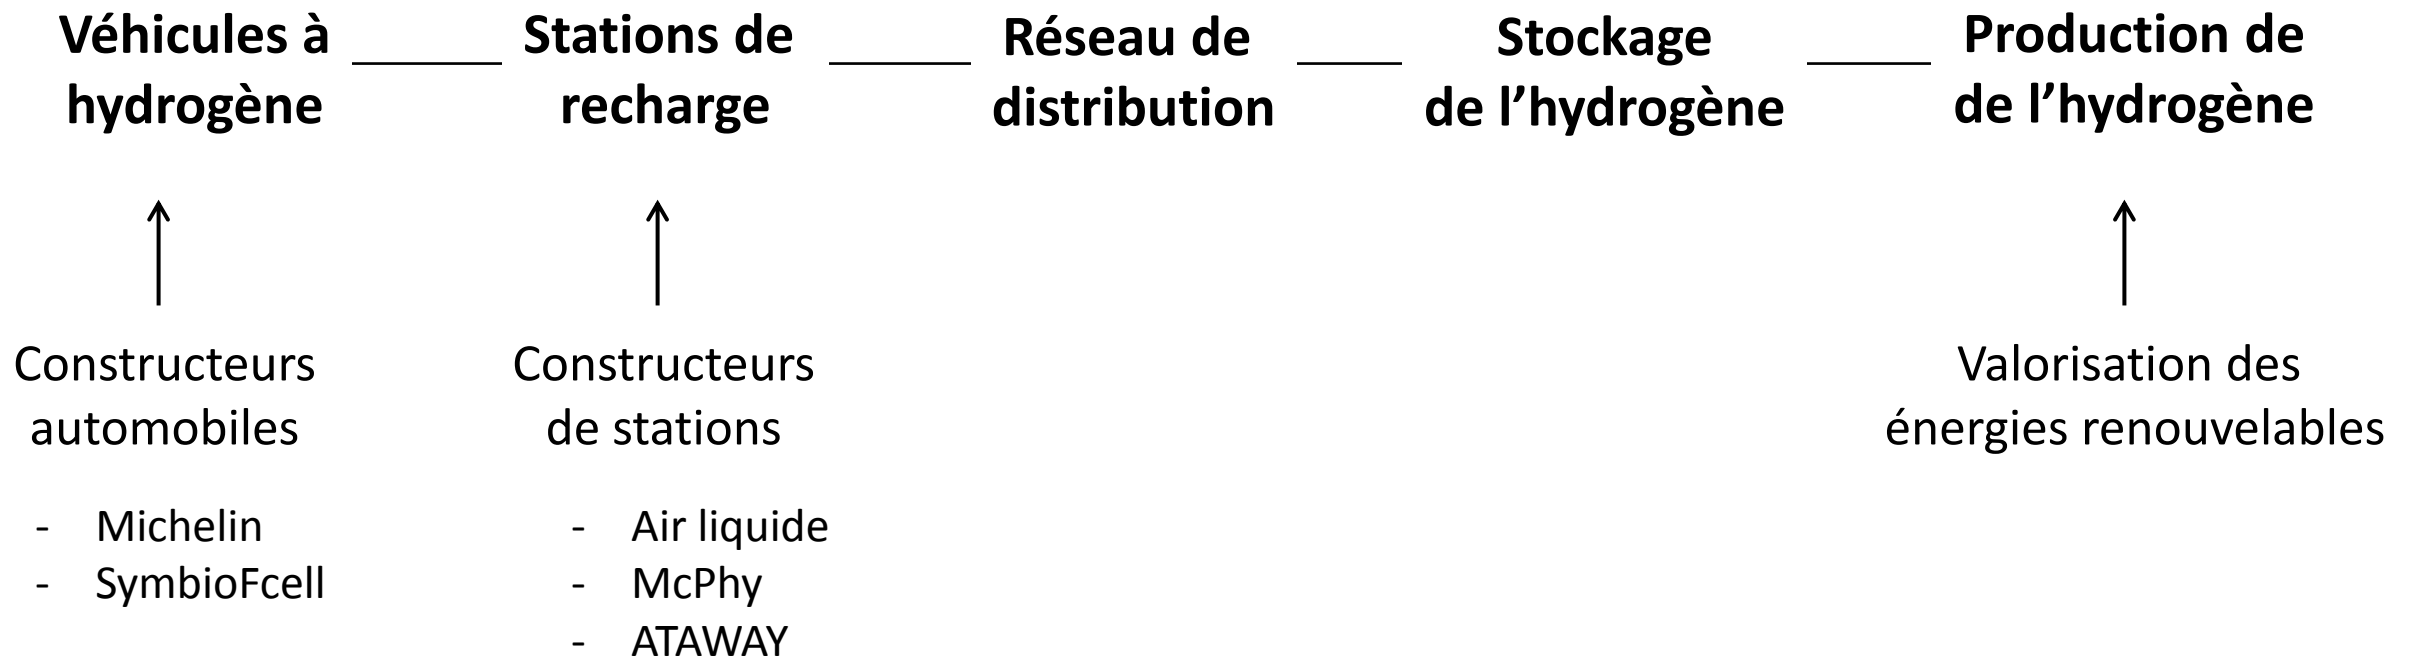 Véhicules à
hydrogène
Stations de
recharge
Réseau de
distribution
Stockage
de l’hydrogène
Production de
de l’hydrogène
Constructeurs
automobiles
- Michelin
- SymbioFcell
Constructeurs
de stations
- Air liquide
- McPhy
- ATAWAY
Valorisation des
énergies renouvelables